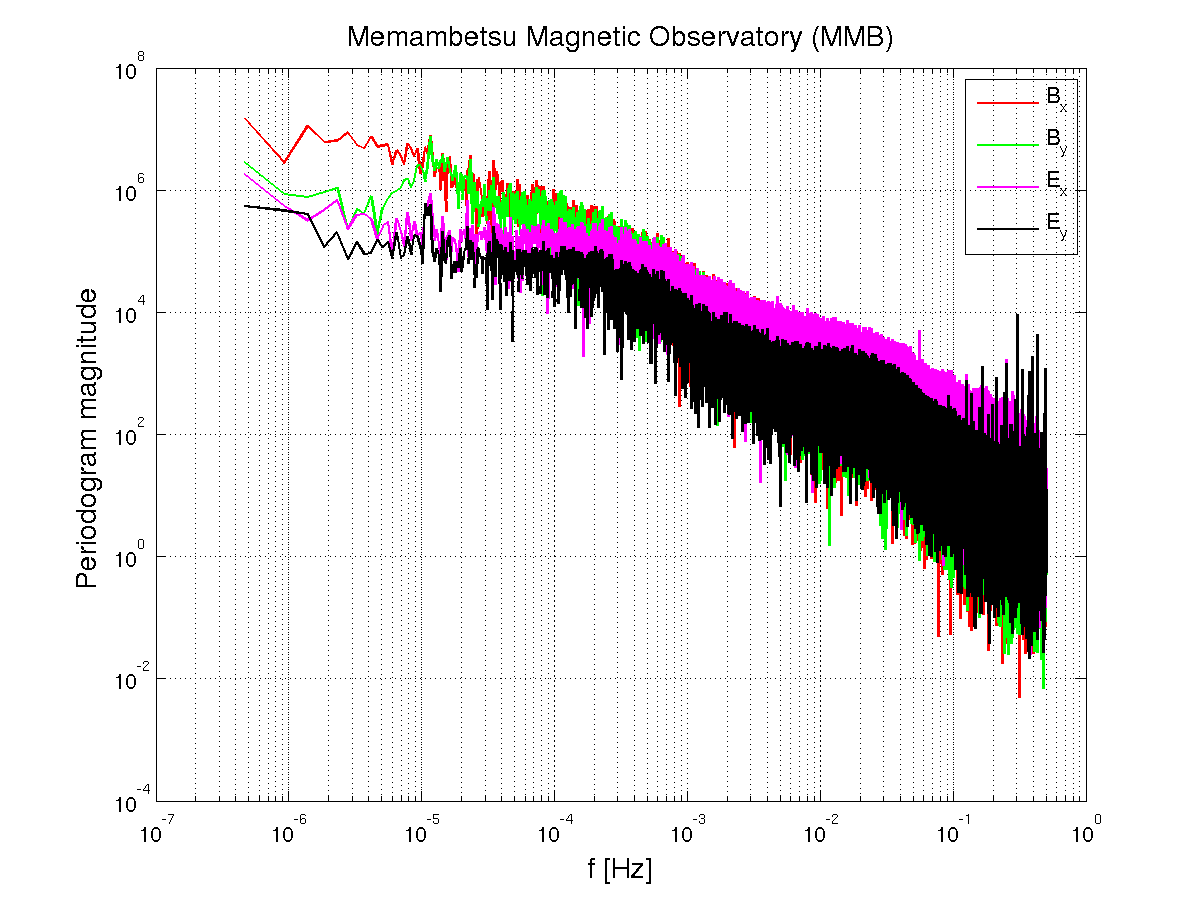 Memambetsu Magnetic Observatory (MMB)
10^8
10^6
10^4
10^2
10^0
10^-2
10^-4
Periodogram magnitude
B_x
B_y
E_x
E_y
10^-7 10^-6 10^-5 10^-4 10^-3 10^-2 10^-1 10^0
f [Hz]